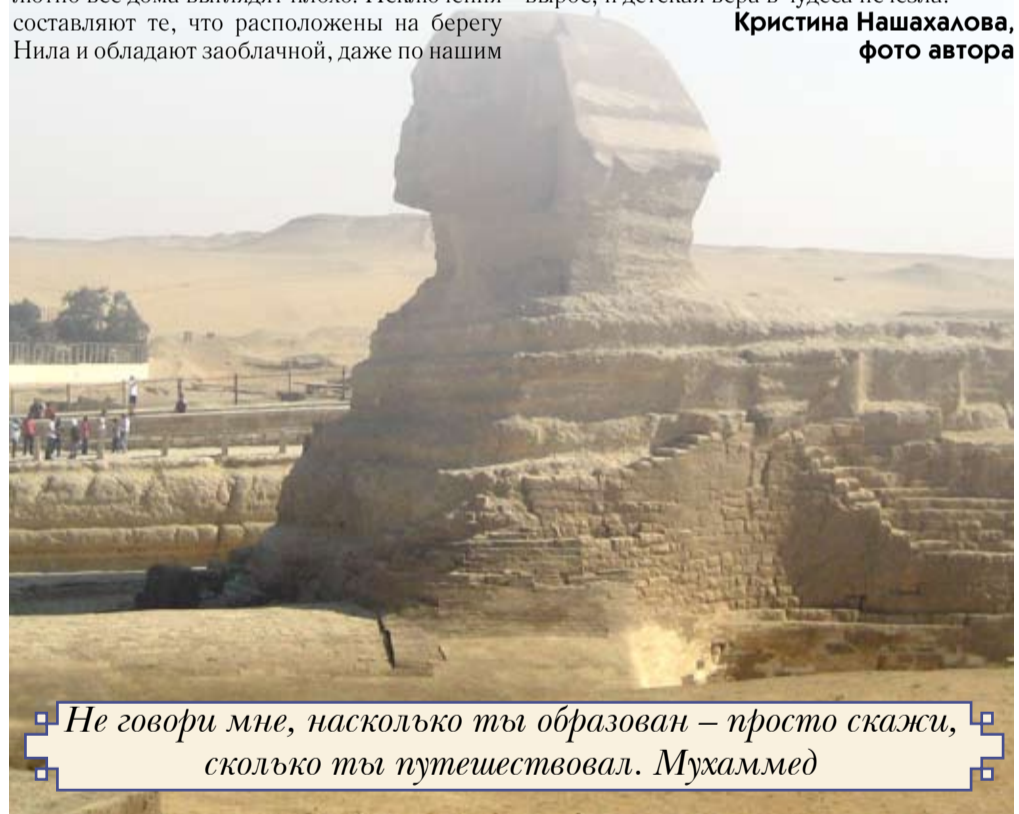 составляют те, что расположены на берегу
Нила и обладают заоблачной, даже по нашим
Кристина Нашахалова,
фото автора
Не говори мне, насколько ты образован – просто скажи,
сколько ты путешествовал. Мухаммед